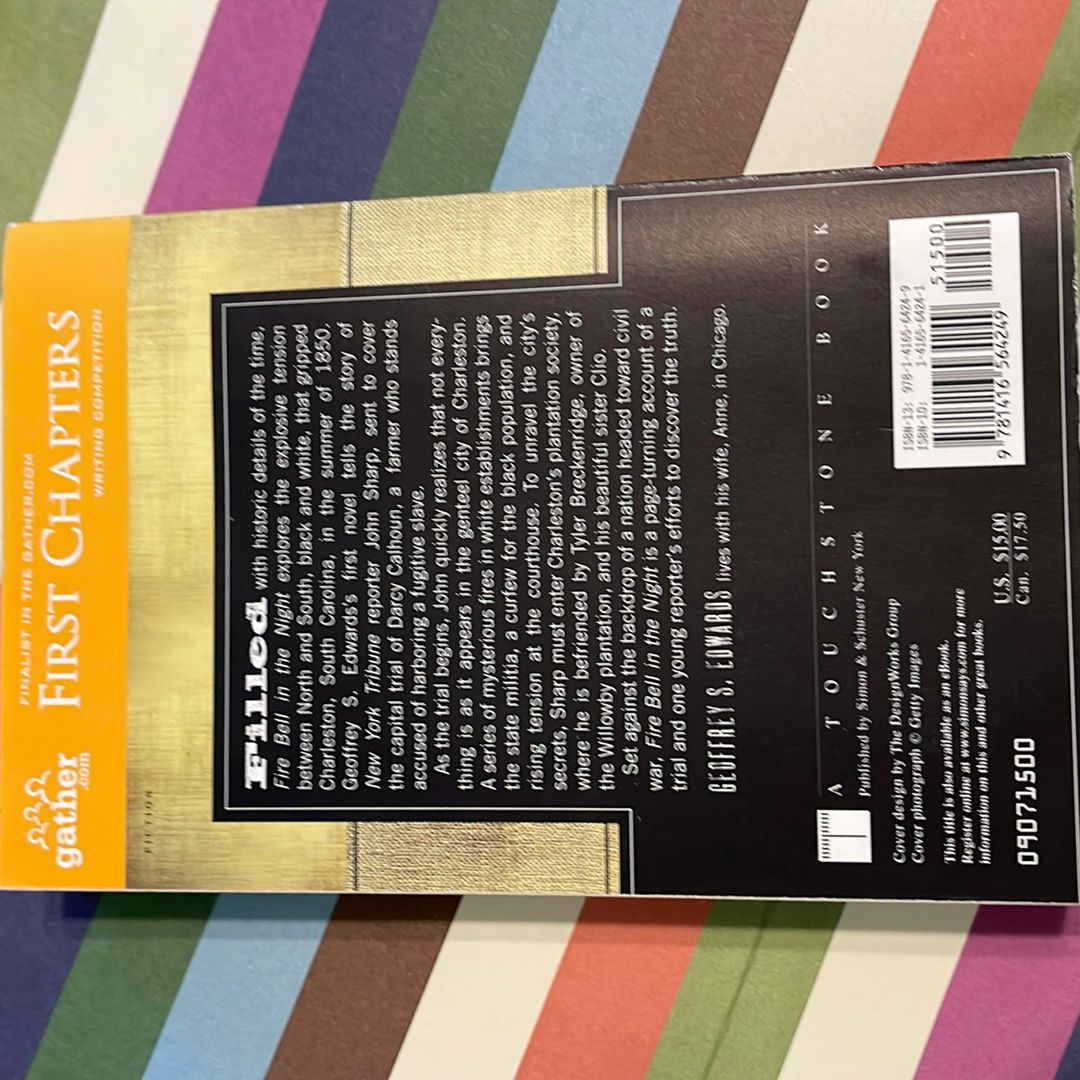 gather
.com
FINALIST IN THE GATHER.COM
FIRST CHAPTERS
WRITING COMPETITION
FICTION
Filled with historic details of the time,
Fire Bell in the Night explores the explosive tension
between North and South, black and white, that gripped
Charleston, South Carolina, in the summer of 1850.
Geoffrey S. Edwards's first novel tells the story of
New York Tribune reporter John Sharp, sent to cover
the capital trial of Darcy Calhoun, a farmer who stands
accused of harboring a fugitive slave.
As the trial begins, John quickly realizes that not every-
thing is as it appears in the genteel city of Charleston.
A series of mysterious fires in white establishments brings
the state militia, a curfew for the black population, and
rising tension at the courthouse. To unravel the city's
secrets, Sharp must enter Charleston's plantation society,
where he is befriended by Tyler Breckenridge, owner of
the Willowby plantation, and his beautiful sister Clio.
Set against the backdrop of a nation headed toward civil
war, Fire Bell in the Night is a page-turning account of a
trial and one young reporter's efforts to discover the truth.
GEOFFREY S. EDWARDS lives with his wife, Anne, in Chicago.
A TOUCHSTONE BOOK
Published by Simon & Schuster New York
Cover design by The DesignWorks Group
Cover photograph © Getty Images
This title is also available as an eBook.
Register online at www.simonsays.com for more
information on this and other great books.
09071500
U.S. $15.00
Can. $17.50
ISBN-13: 978-1-4165-6424-9
ISBN-10: 1-4165-6424-1
51500
9 781416 564249